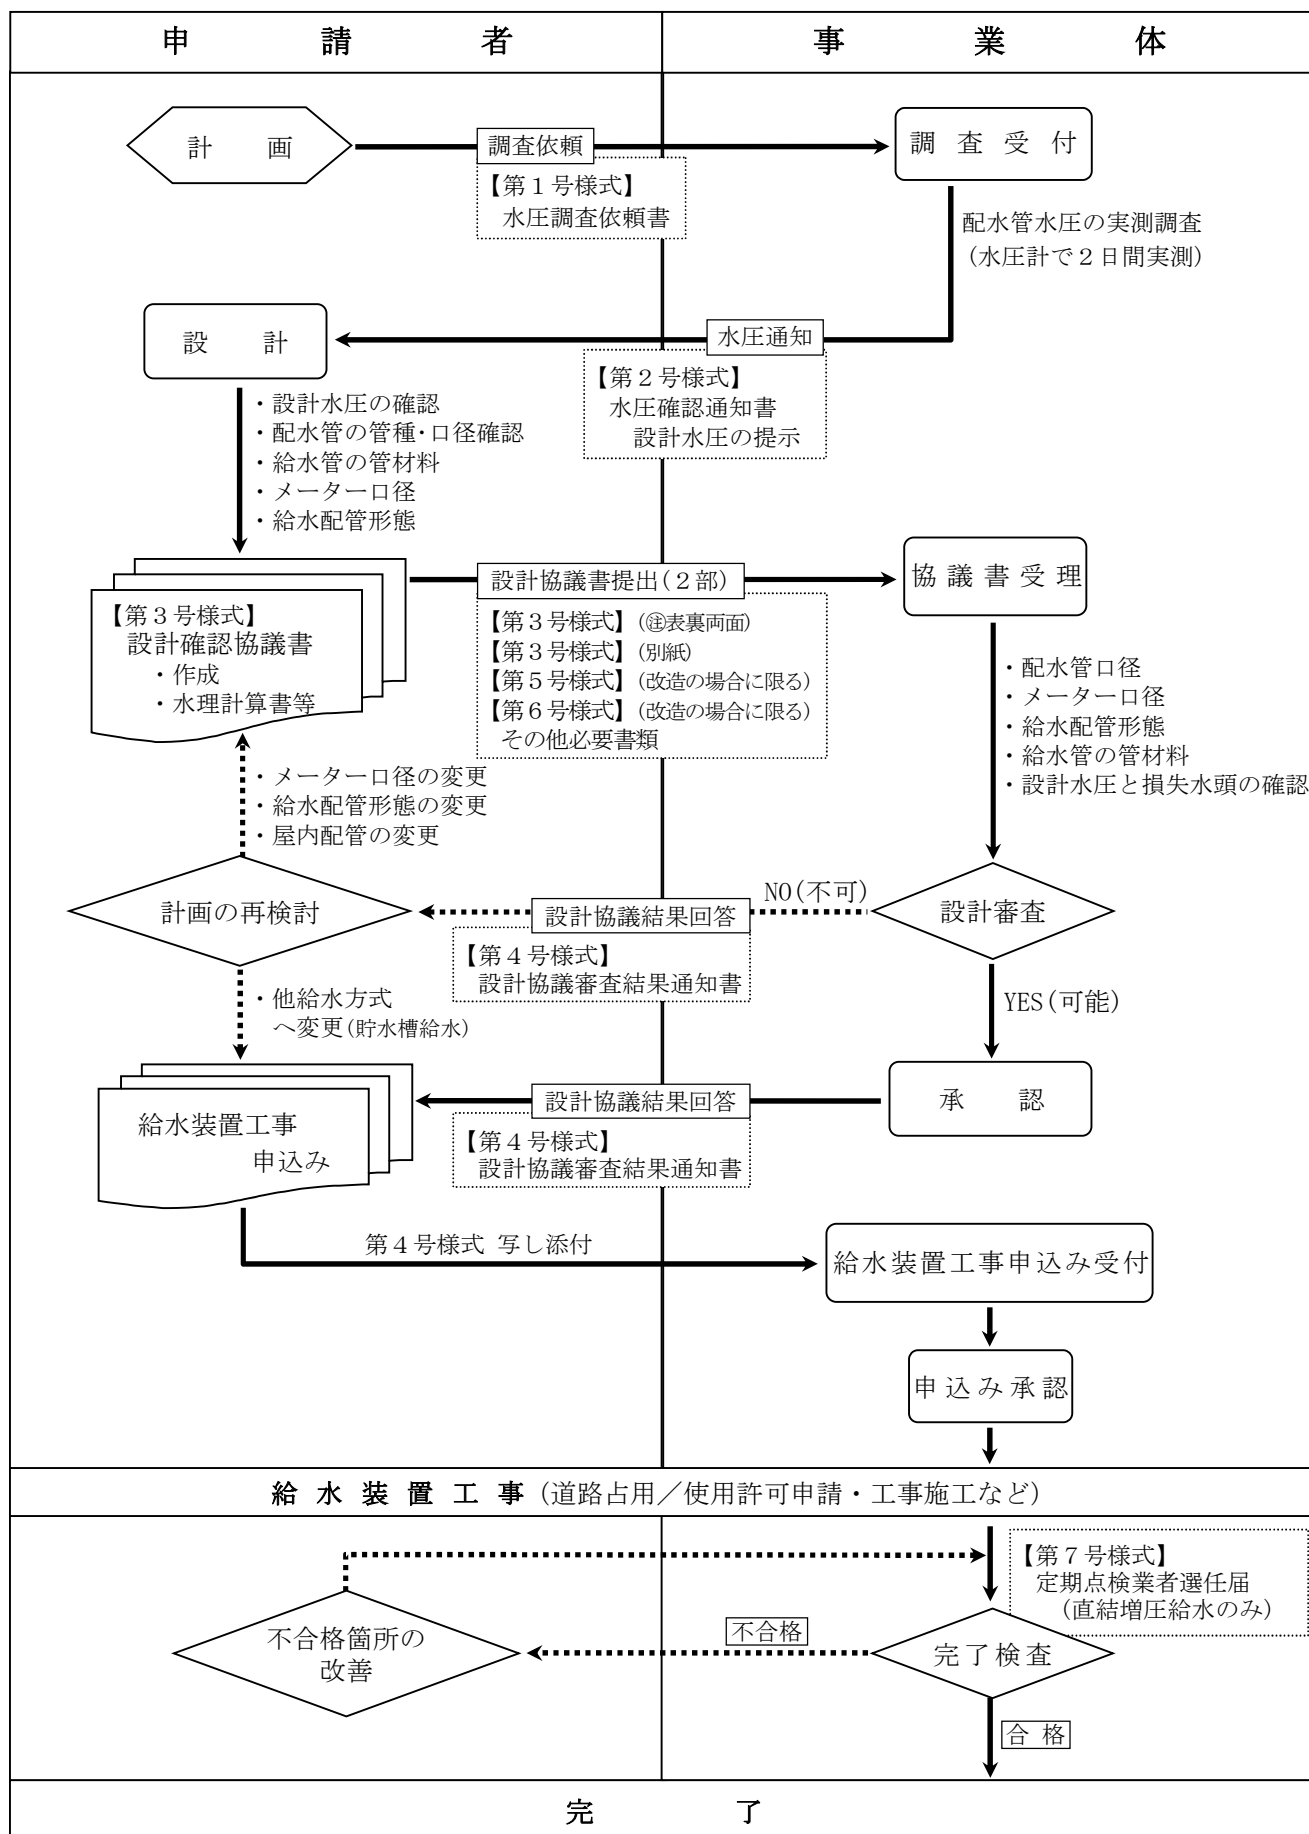 申請者
事業体
計画
調査依頼
調査受付
【第１号様式】
水圧調査依頼書
配水管水圧の実測調査
(水圧計で２日間実測)
設計
水圧通知
【第２号様式】
水圧確認通知書
設計水圧の提示
・設計水圧の確認
・配水管の管種･口径確認
・給水管の管材料
・メーター口径
・給水配管形態
【第３号様式】
設計確認協議書
・作成
・水理計算書等
設計協議書提出(２部)
協議書受理
【第３号様式】(㊟表裏両面)
【第３号様式】(別紙)
【第５号様式】(改造の場合に限る)
【第６号様式】(改造の場合に限る)
その他必要書類
・配水管口径
・メーター口径
・給水配管形態
・給水管の管材料
・設計水圧と損失水頭の確認
・メーター口径の変更
・給水配管形態の変更
・屋内配管の変更
計画の再検討
設計協議結果回答
NO(不可)
設計審査
【第４号様式】
設計協議審査結果通知書
YES(可能)
・他給水方式
へ変更(貯水槽給水)
給水装置工事
申込み
設計協議結果回答
承認
【第４号様式】
設計協議審査結果通知書
第４号様式 写し添付
給水装置工事申込み受付
申込み承認
給水装置工事(道路占用／使用許可申請・工事施工など)
【第７号様式】
定期点検業者選任届
(直結増圧給水のみ)
不合格箇所の
改善
不合格
完了検査
合格
完了